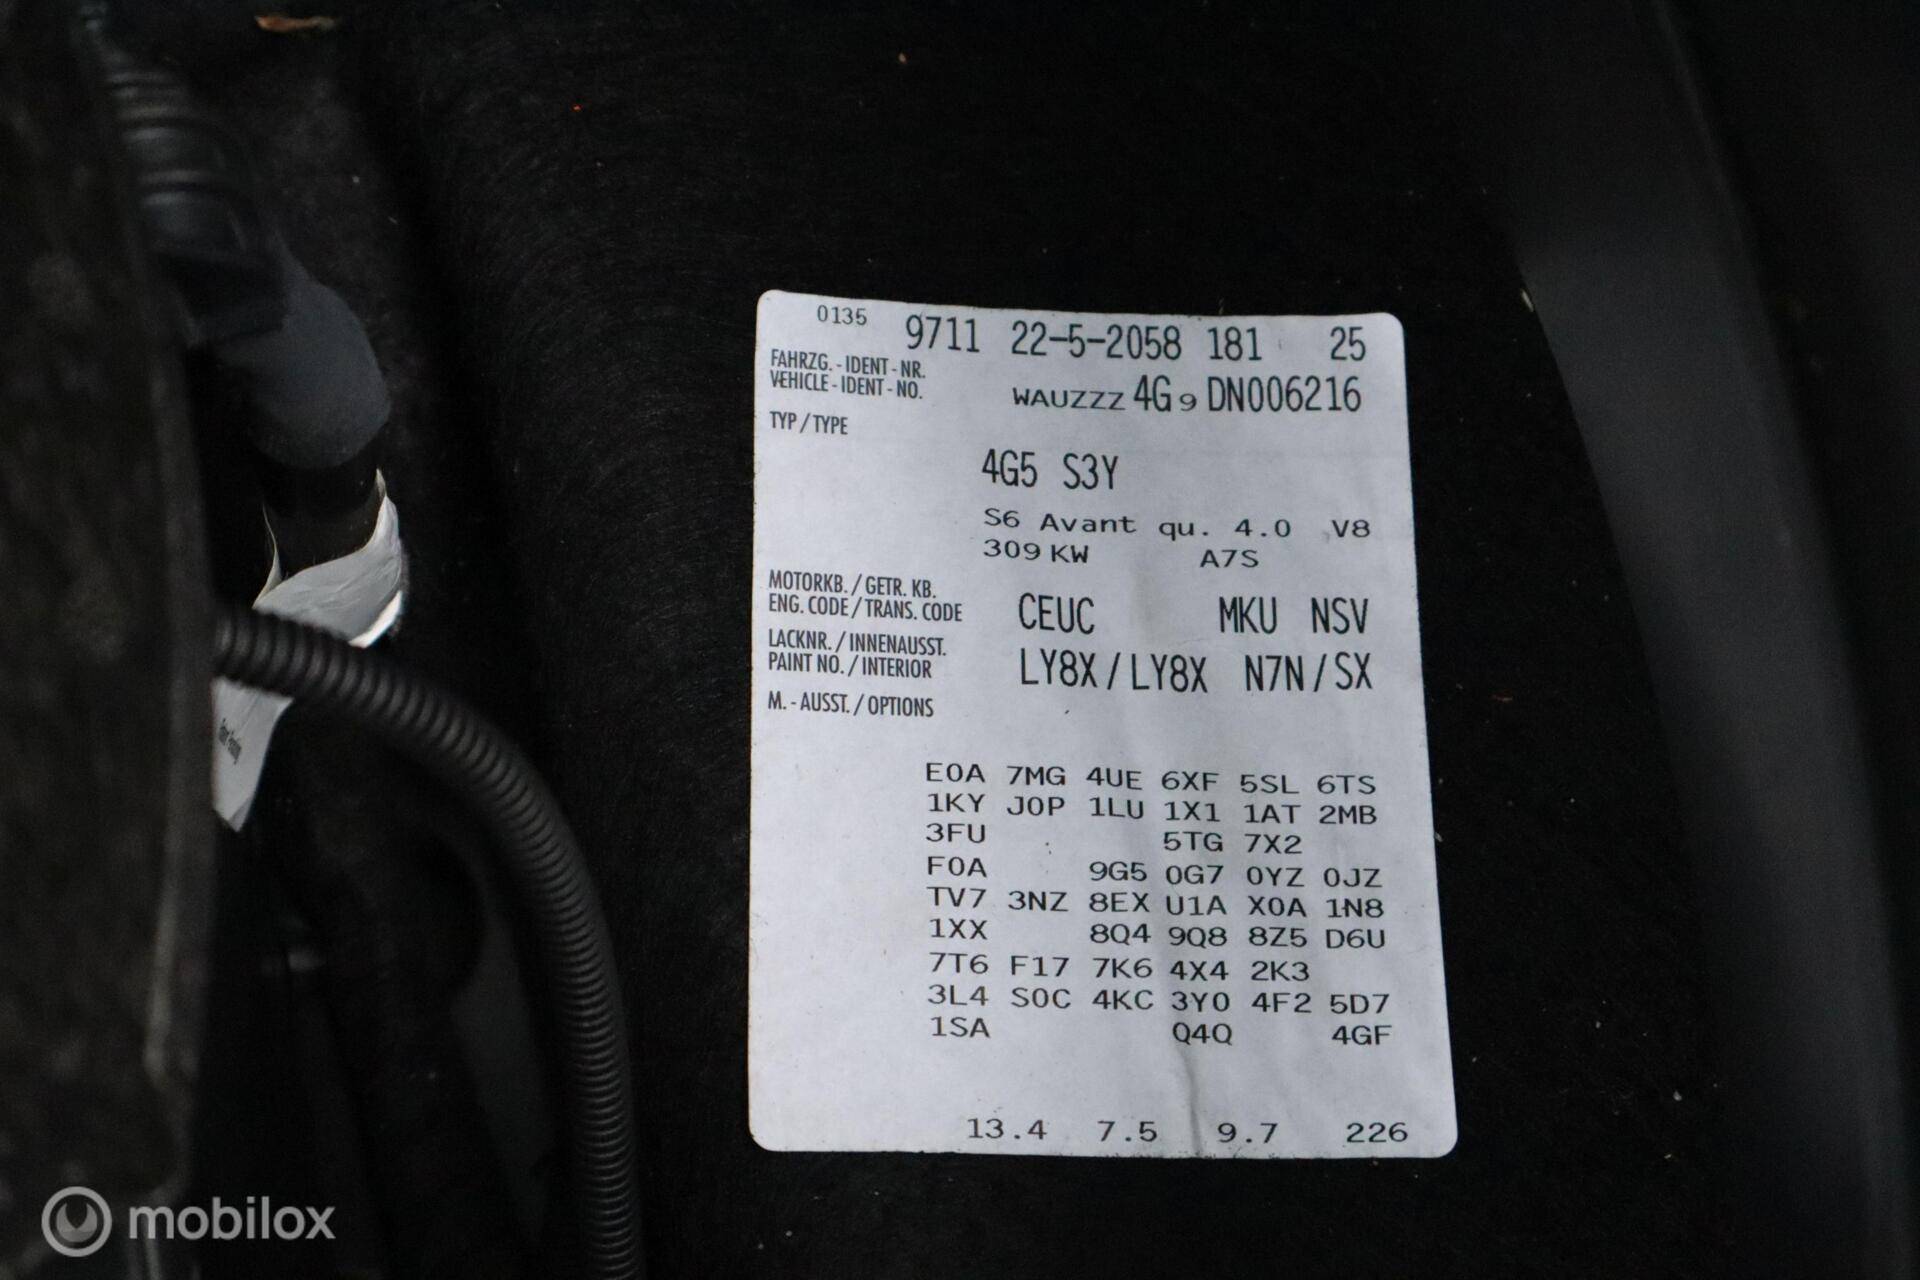 0135 9711 22-5-2058 181 25
FAHRZG.-IDENT-NR.
VEHICLE-IDENT-NO. WAUZZZ 4G9 DN006216
TYP/TYPE
4G5 S3Y
S6 Avant qu. 4.0 V8
309 KW A7S
MOTORKB./GETR. KB.
ENG. CODE/TRANS. CODE CEUC MKU NSV
LACKNR./INNENAUSST.
PAINT NO./INTERIOR LY8X/LY8X N7N/SX
M.-AUSST./OPTIONS
E0A 7MG 4UE 6XF 5SL 6TS
1KY J0P 1LU 1X1 1AT 2MB
3FU 5TG 7X2
F0A 9G5 0G7 0YZ 0JZ
TV7 3NZ 8EX U1A X0A 1N8
1XX 8Q4 9Q8 8Z5 D6U
7T6 F17 7K6 4X4 2K3
3L4 S0C 4KC 3Y0 4F2 5D7
1SA Q4Q 4GF
13.4 7.5 9.7 226
mobilox